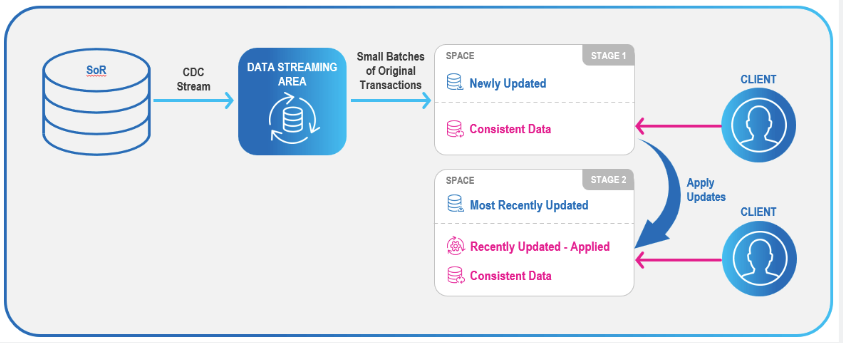 SoR
CDC
Stream
DATA STREAMING
AREA
Small Batches
of Original
Transactions
SPACE
STAGE 1
Newly Updated
Consistent Data
CLIENT
SPACE
STAGE 2
Most Recently Updated
Recently Updated - Applied
Consistent Data
Apply
Updates
CLIENT